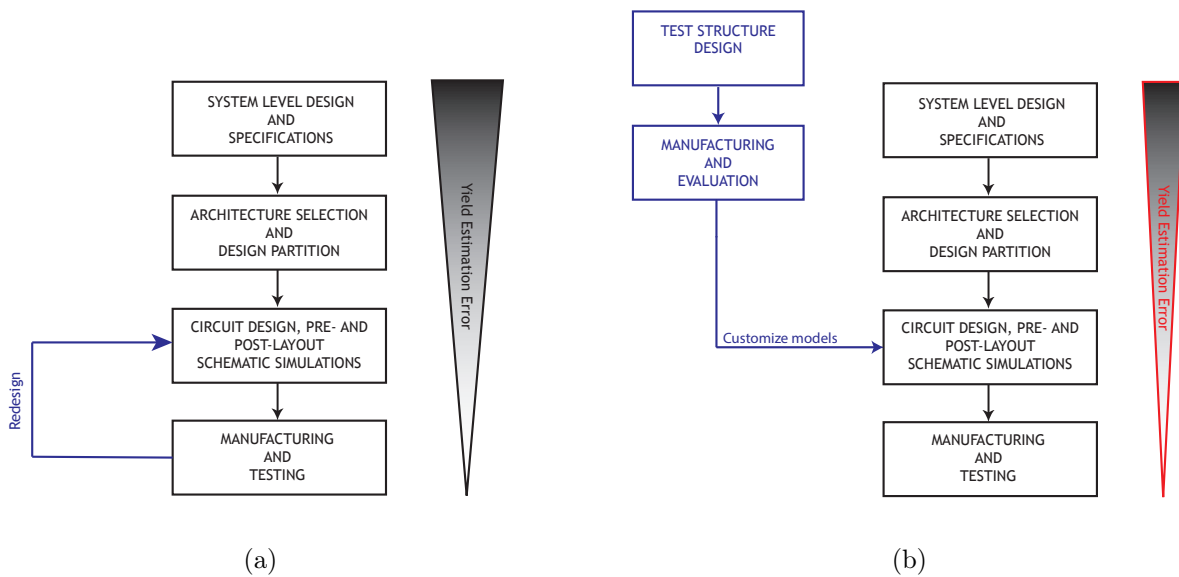 SYSTEM LEVEL DESIGN
AND
SPECIFICATIONS
ARCHITECTURE SELECTION
AND
DESIGN PARTITION
CIRCUIT DESIGN, PRE- AND
POST-LAYOUT
SCHEMATIC SIMULATIONS
MANUFACTURING
AND
TESTING
Redesign
Yield Estimation Error
(a)
TEST STRUCTURE
DESIGN
MANUFACTURING
AND
EVALUATION
Customize models
SYSTEM LEVEL DESIGN
AND
SPECIFICATIONS
ARCHITECTURE SELECTION
AND
DESIGN PARTITION
CIRCUIT DESIGN, PRE- AND
POST-LAYOUT
SCHEMATIC SIMULATIONS
MANUFACTURING
AND
TESTING
Yield Estimation Error
(b)